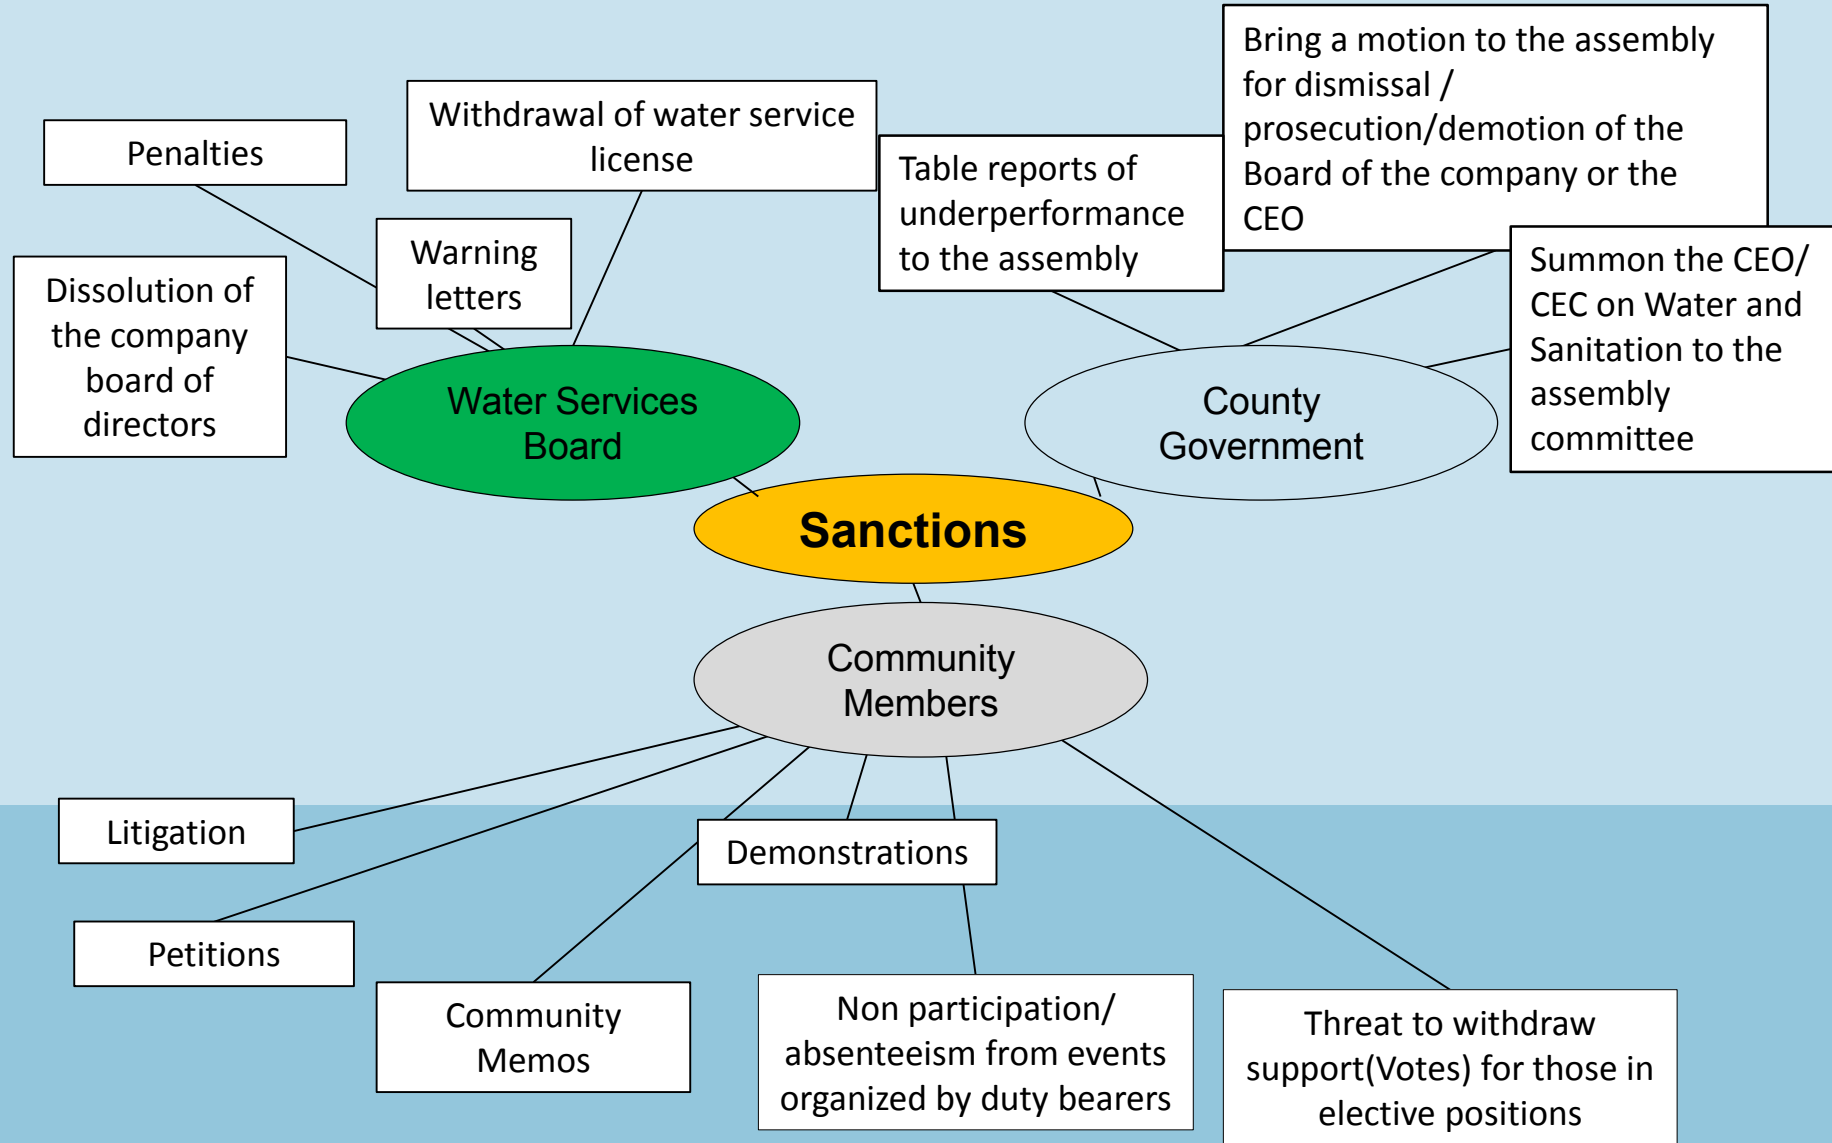 Penalties
Withdrawal of water service
license
Warning
letters
Dissolution of
the company
board of
directors
Water Services
Board
Table reports of
underperformance
to the assembly
Bring a motion to the assembly
for dismissal /
prosecution/demotion of the
Board of the company or the
CEO
Summon the CEO/
CEC on Water and
Sanitation to the
assembly
committee
County
Government
Sanctions
Community
Members
Litigation
Petitions
Community
Memos
Demonstrations
Non participation/
absenteeism from events
organized by duty bearers
Threat to withdraw
support(Votes) for those in
elective positions